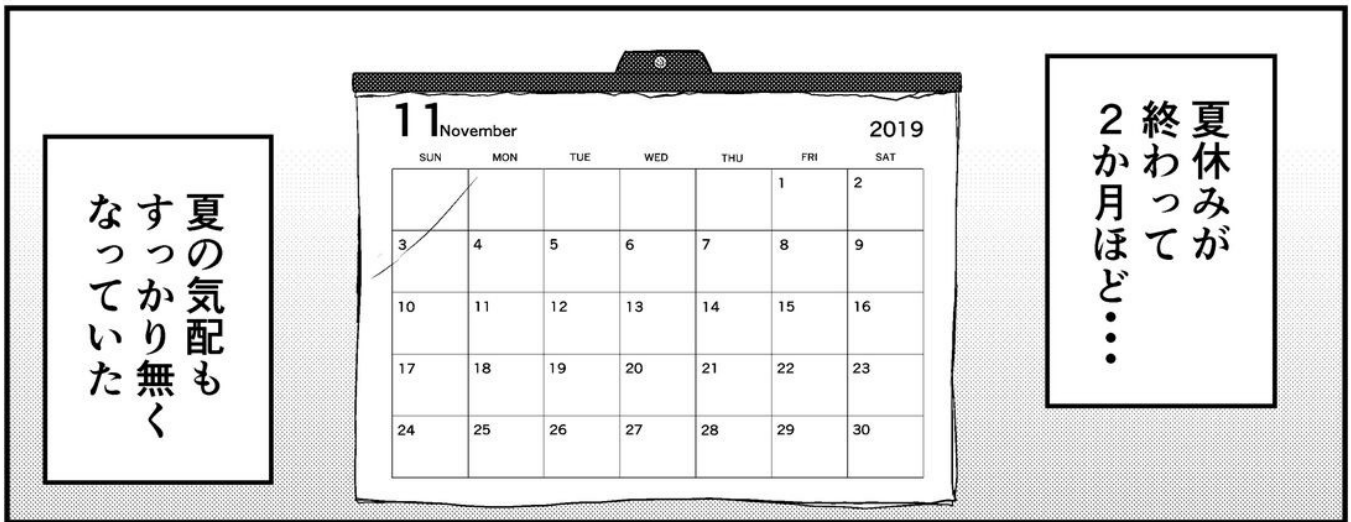 夏休みが
終わって
２か月ほど・・・
11 November 2019
SUN MON TUE WED THU FRI SAT
1 2
3 4 5 6 7 8 9
10 11 12 13 14 15 16
17 18 19 20 21 22 23
24 25 26 27 28 29 30
夏の気配も
すっかり無く
なっていた